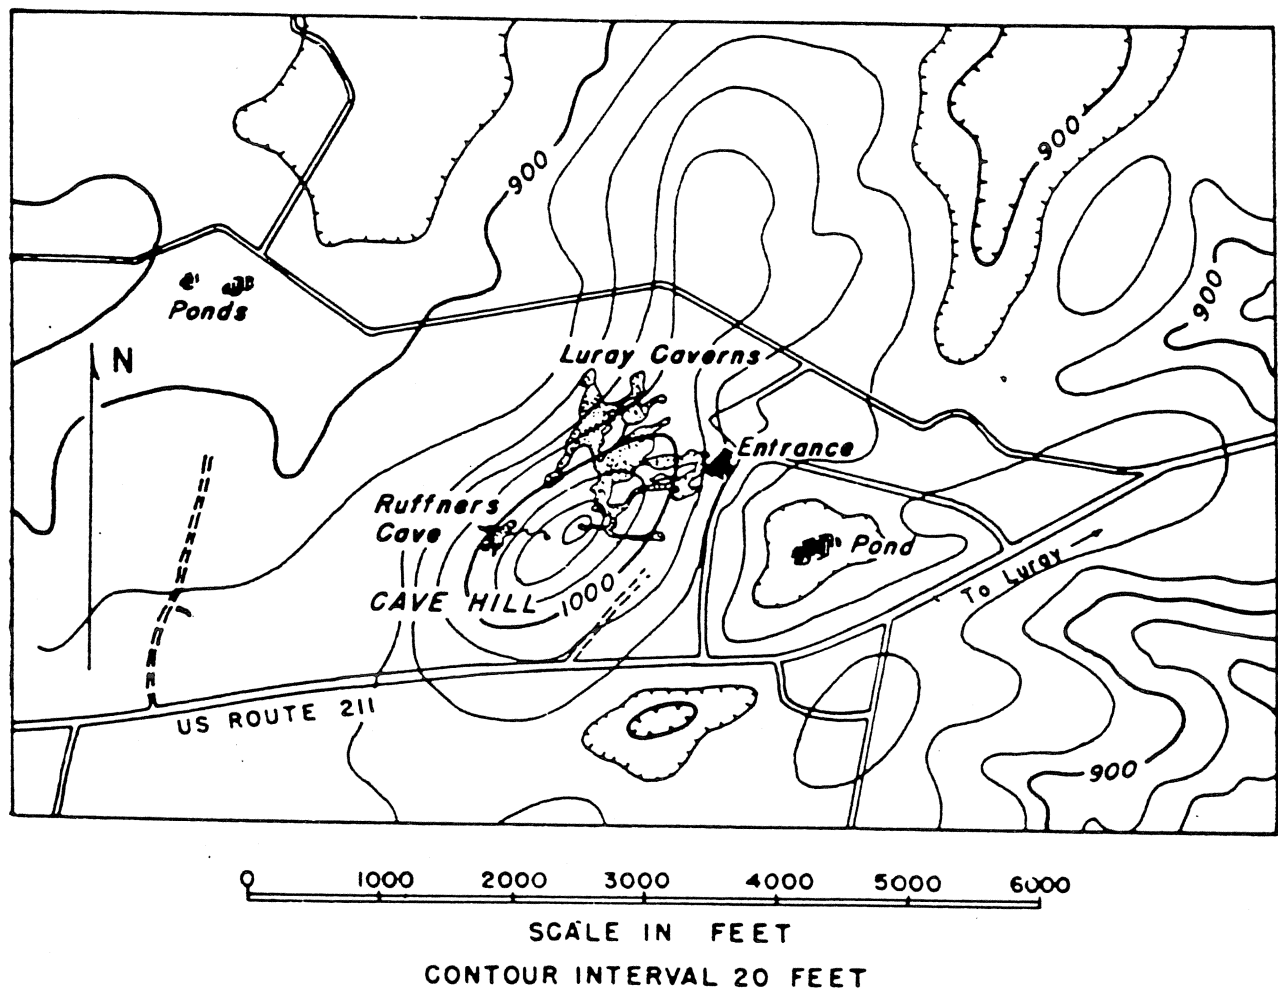 900
900
Ponds
900
N
Luray Caverns
Entrance
Ruffners
Cave
Pond
To Luray
CAVE HILL
1000
US ROUTE 211
900
0 1000 2000 3000 4000 5000 6000
SCALE IN FEET
CONTOUR INTERVAL 20 FEET